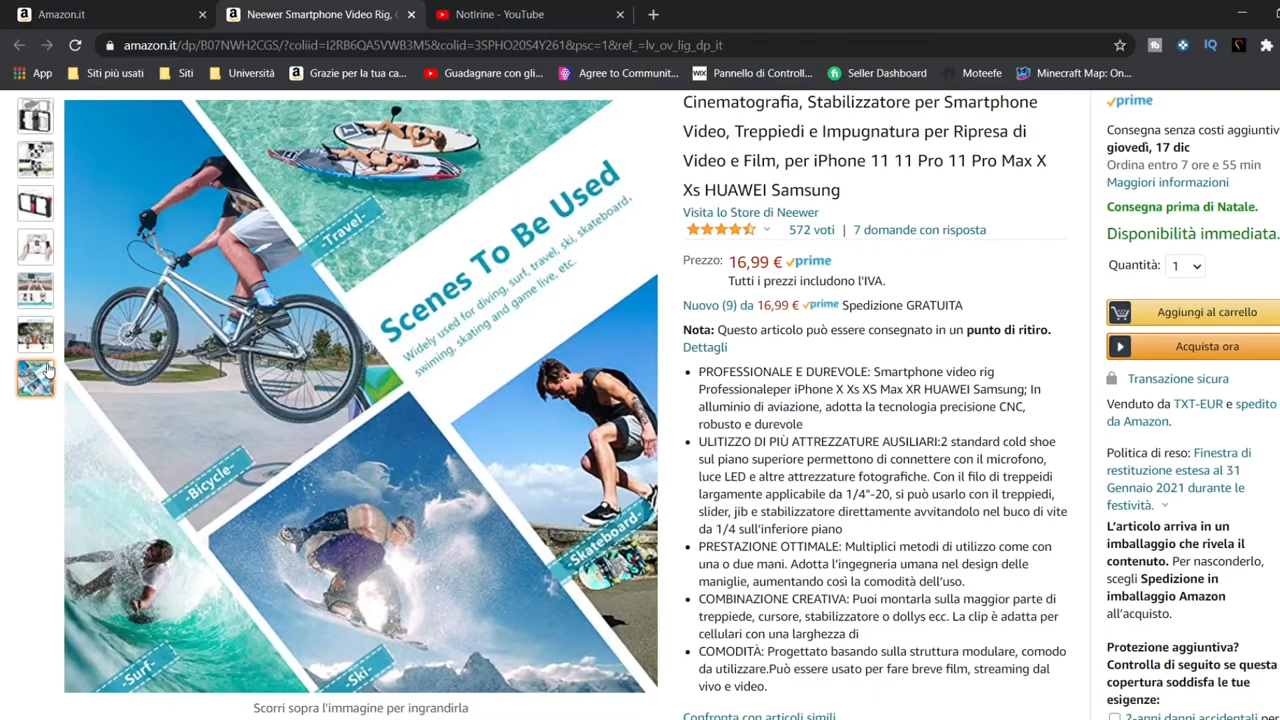 Amazon.it
Neewer Smartphone Video Rig, C
NotIrine - YouTube
amazon.it/dp/B07NWH2CGS/?coliid=I2RB6QA5VWB3M5&colid=3SPHO20S4Y261&psc=1&ref_=lv_ov_lig_dp_it
App
Siti più usati
Siti
Università
Grazie per la tua ca...
Guadagnare con gli...
Agree to Communit...
Pannello di Controll...
Seller Dashboard
Moteefe
Minecraft Map: On...
-Travel-
Scenes To Be Used
Widely used for diving, surf, travel, ski, skateboard,
swiming, skating and game live, etc.
-Bicycle-
-Skateboard-
-Surf-
-Ski-
Scorri sopra l'immagine per ingrandirla
Cinematografia, Stabilizzatore per Smartphone
Video, Treppiedi e Impugnatura per Ripresa di
Video e Film, per iPhone 11 11 Pro 11 Pro Max X
Xs HUAWEI Samsung
Visita lo Store di Neewer
572 voti | 7 domande con risposta
Prezzo: 16,99 € prime
Tutti i prezzi includono l'IVA.
Nuovo (9) da 16,99 € prime Spedizione GRATUITA
Nota: Questo articolo può essere consegnato in un punto di ritiro.
Dettagli
PROFESSIONALE E DUREVOLE: Smartphone video rig
Professionaleper iPhone X Xs XS Max XR HUAWEI Samsung; In
alluminio di aviazione, adotta la tecnologia precisione CNC,
robusto e durevole
ULITIZZO DI PIÙ ATTREZZATURE AUSILIARI:2 standard cold shoe
sul piano superiore permettono di connettere con il microfono,
luce LED e altre attrezzature fotografiche. Con il filo di treppeidi
largamente applicabile da 1/4"-20, si può usarlo con il treppiedi,
slider, jib e stabilizzatore direttamente avvitandolo nel buco di vite
da 1/4 sull'inferiore piano
PRESTAZIONE OTTIMALE: Multiplici metodi di utilizzo come con
una o due mani. Adotta l'ingegneria umana nel design delle
maniglie, aumentando così la comodità dell'uso.
COMBINAZIONE CREATIVA: Puoi montarla sulla maggior parte di
treppiede, cursore, stabilizzatore o dollys ecc. La clip è adatta per
cellulari con una larghezza di
COMODITÀ: Progettato basando sulla struttura modulare, comodo
da utilizzare.Può essere usato per fare breve film, streaming dal
vivo e video.
Confronta con articoli simili
prime
Consegna senza costi aggiuntiv
giovedì, 17 dic
Ordina entro 7 ore e 55 min
Maggiori informazioni
Consegna prima di Natale.
Disponibilità immediata.
Quantità: 1
Aggiungi al carrello
Acquista ora
Transazione sicura
Venduto da TXT-EUR e spedito
da Amazon.
Politica di reso: Finestra di
restituzione estesa al 31
Gennaio 2021 durante le
festività.
L'articolo arriva in un
imballaggio che rivela il
contenuto. Per nasconderlo,
scegli Spedizione in
imballaggio Amazon
all'acquisto.
Protezione aggiuntiva?
Controlla di seguito se questa
copertura soddisfa le tue
esigenze:
2-anni danni accidentali per